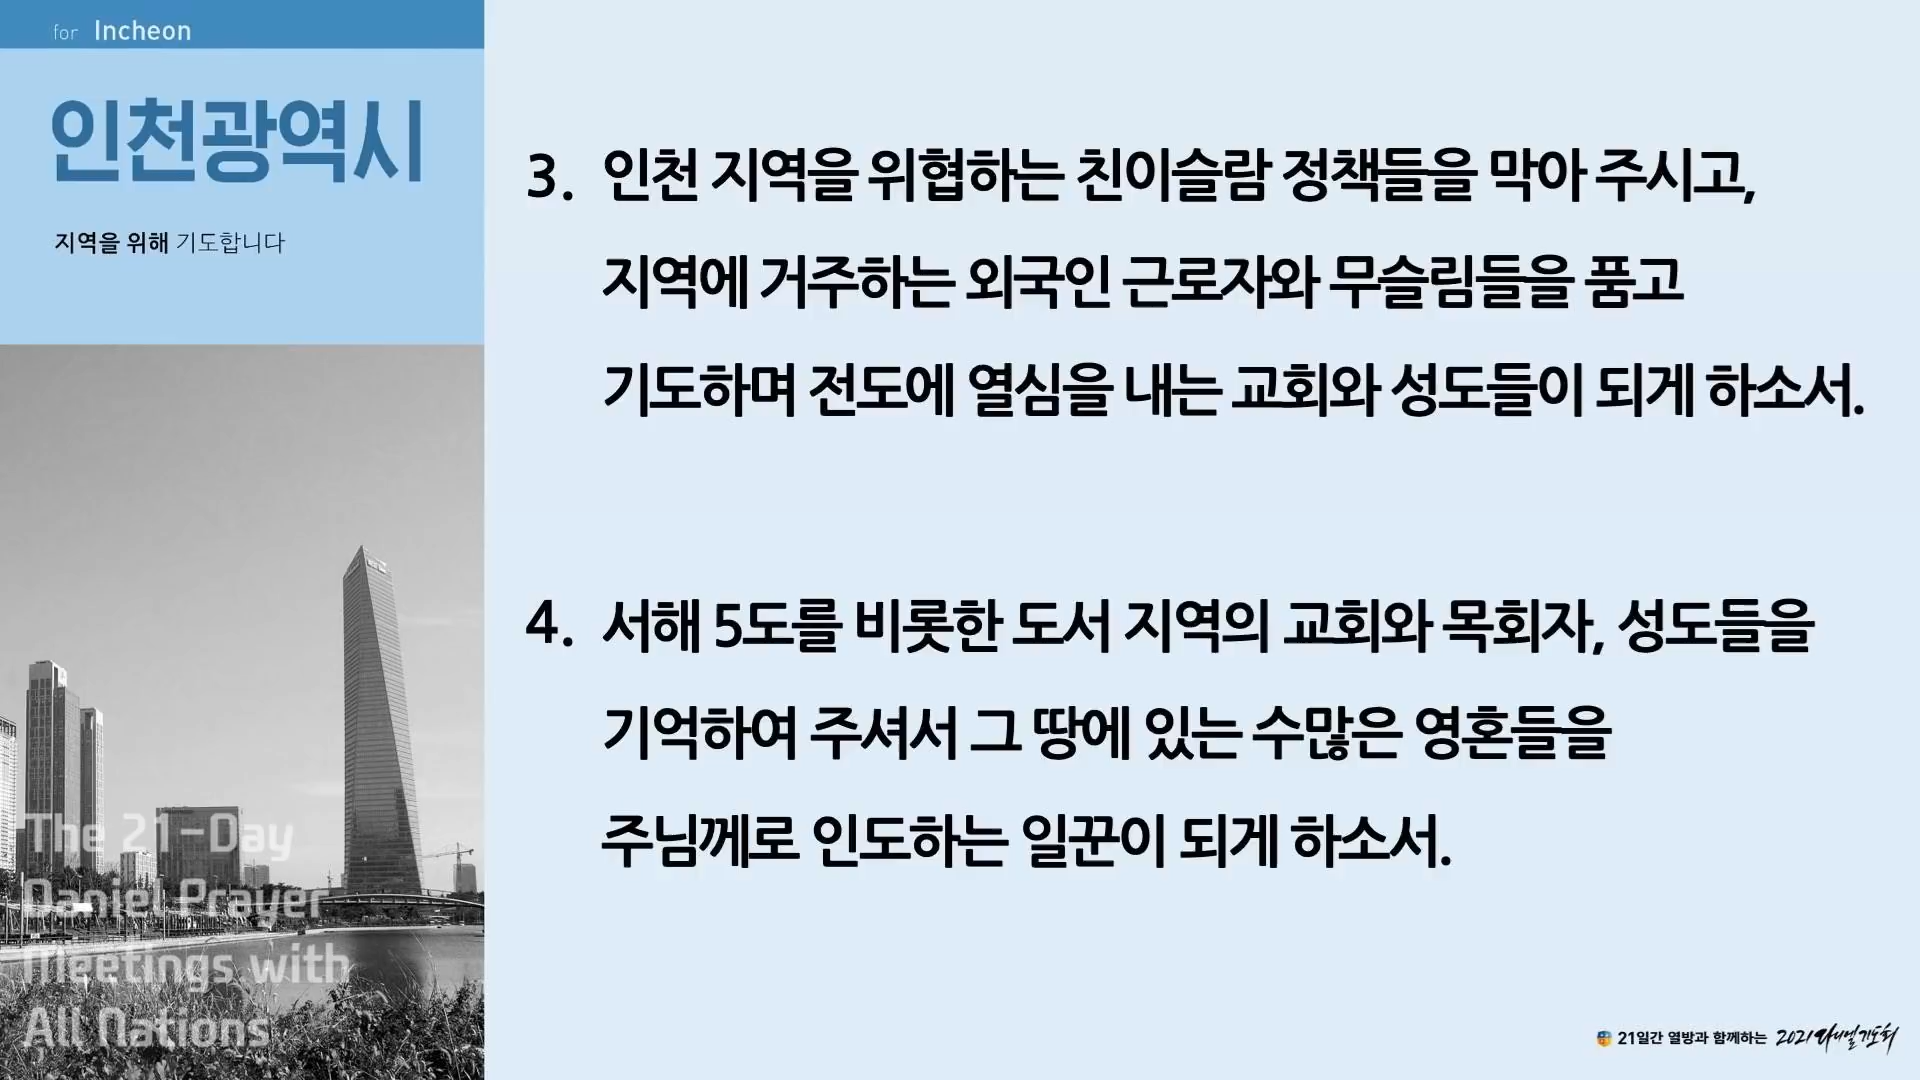 for Incheon
인천광역시
지역을 위해 기도합니다
3. 인천 지역을 위협하는 친이슬람 정책들을 막아 주시고,
지역에 거주하는 외국인 근로자와 무슬림들을 품고
기도하며 전도에 열심을 내는 교회와 성도들이 되게 하소서.
4. 서해 5도를 비롯한 도서 지역의 교회와 목회자, 성도들을
기억하여 주셔서 그 땅에 있는 수많은 영혼들을
주님께로 인도하는 일꾼이 되게 하소서.
The 21-Day
Daniel Prayer
Meetings with
All Nations
21일간 열방과 함께하는 2021 다니엘기도회